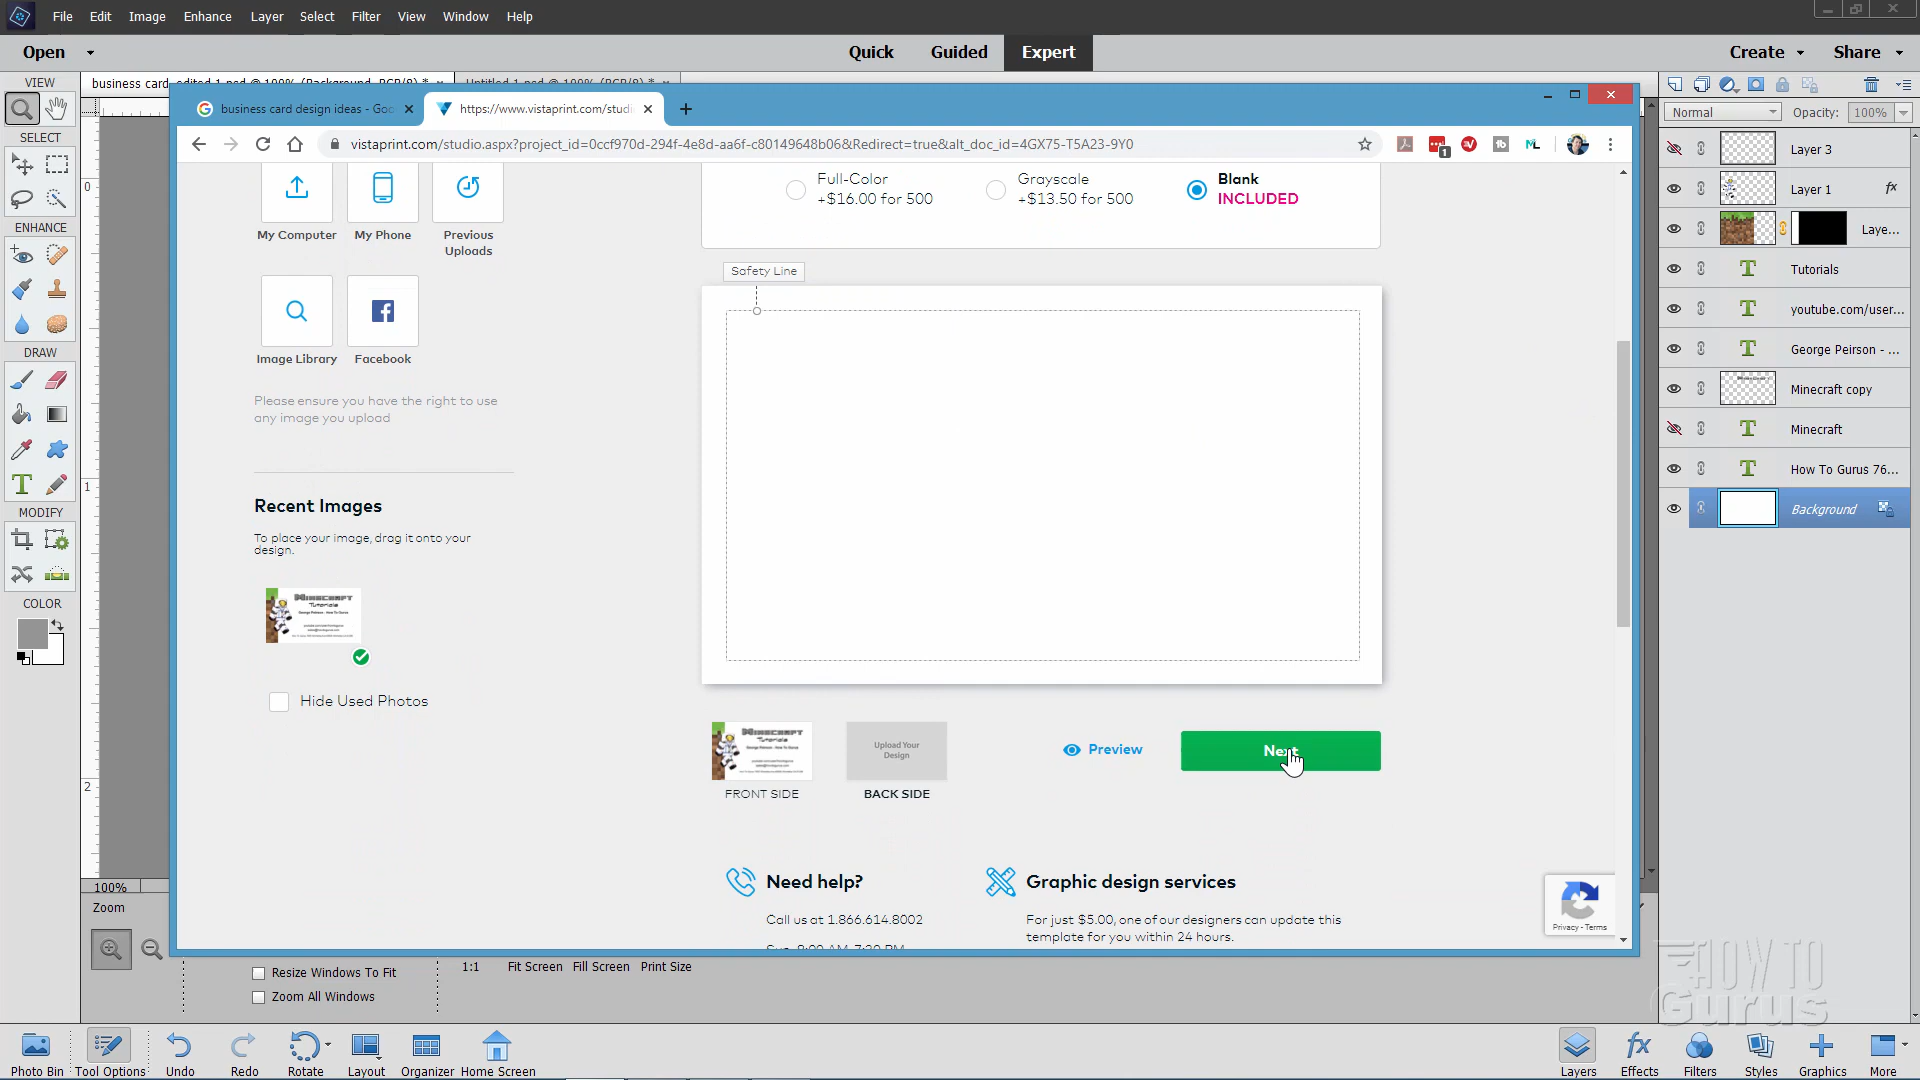 File Edit Image Enhance Layer Select Filter View Window Help
Open
Quick Guided Expert
Create Share
VIEW
SELECT
ENHANCE
DRAW
MODIFY
COLOR
100%
Zoom
business card design ideas - Goo
https://www.vistaprint.com/studi
vistaprint.com/studio.aspx?project_id=0ccf970d-294f-4e8d-aa6f-c80149648b06&Redirect=true&alt_doc_id=4GX75-T5A23-9Y0
My Computer
My Phone
Previous
Uploads
Image Library
Facebook
Please ensure you have the right to use
any image you upload
Recent Images
To place your image, drag it onto your
design.
Hide Used Photos
Full-Color
+$16.00 for 500
Grayscale
+$13.50 for 500
Blank
INCLUDED
Safety Line
Upload Your
Design
FRONT SIDE
BACK SIDE
Preview
Next
Need help?
Call us at 1.866.614.8002
Graphic design services
For just $5.00, one of our designers can update this
template for you within 24 hours.
Privacy - Terms
Normal
Opacity: 100%
Layer 3
Layer 1
fx
Laye...
Tutorials
youtube.com/user...
George Peirson - ...
Minecraft copy
Minecraft
How To Gurus 76...
Background
Resize Windows To Fit
Zoom All Windows
1:1 Fit Screen Fill Screen Print Size
HOW TO
Gurus
Photo Bin
Tool Options
Undo
Redo
Rotate
Layout
Organizer
Home Screen
Layers
Effects
Filters
Styles
Graphics
More